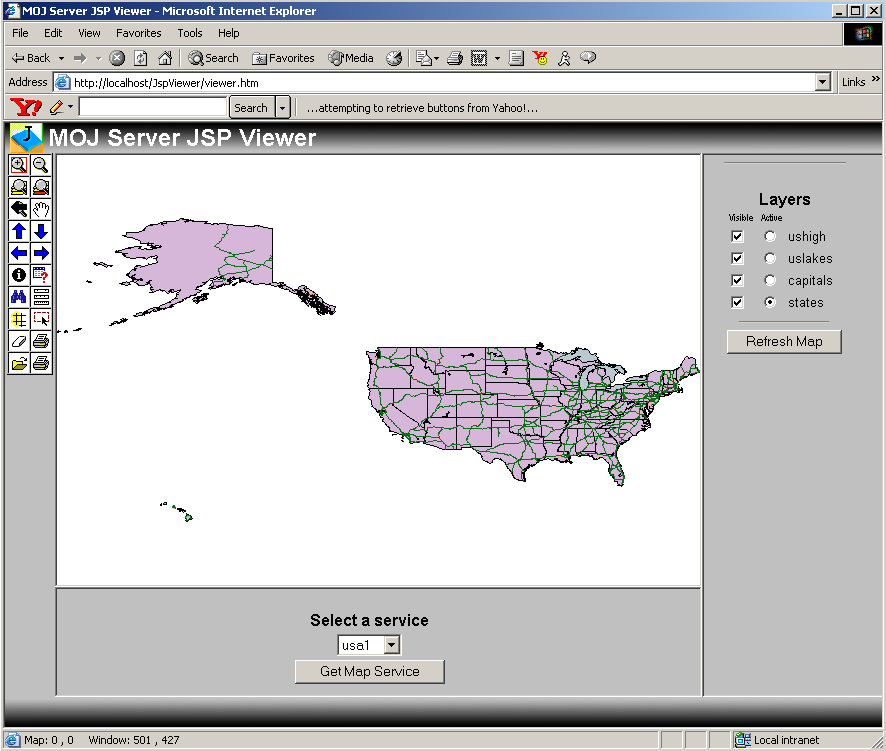 MOJ Server JSP Viewer - Microsoft Internet Explorer
File Edit View Favorites Tools Help
Back Search Favorites Media
Address http://localhost/JspViewer/viewer.htm Links »
Y! Search ...attempting to retrieve buttons from Yahoo!...
MOJ Server JSP Viewer
Layers
Visible Active
ushigh
uslakes
capitals
states
Refresh Map
Select a service
usa1
Get Map Service
Map: 0 , 0 Window: 501 , 427 Local intranet